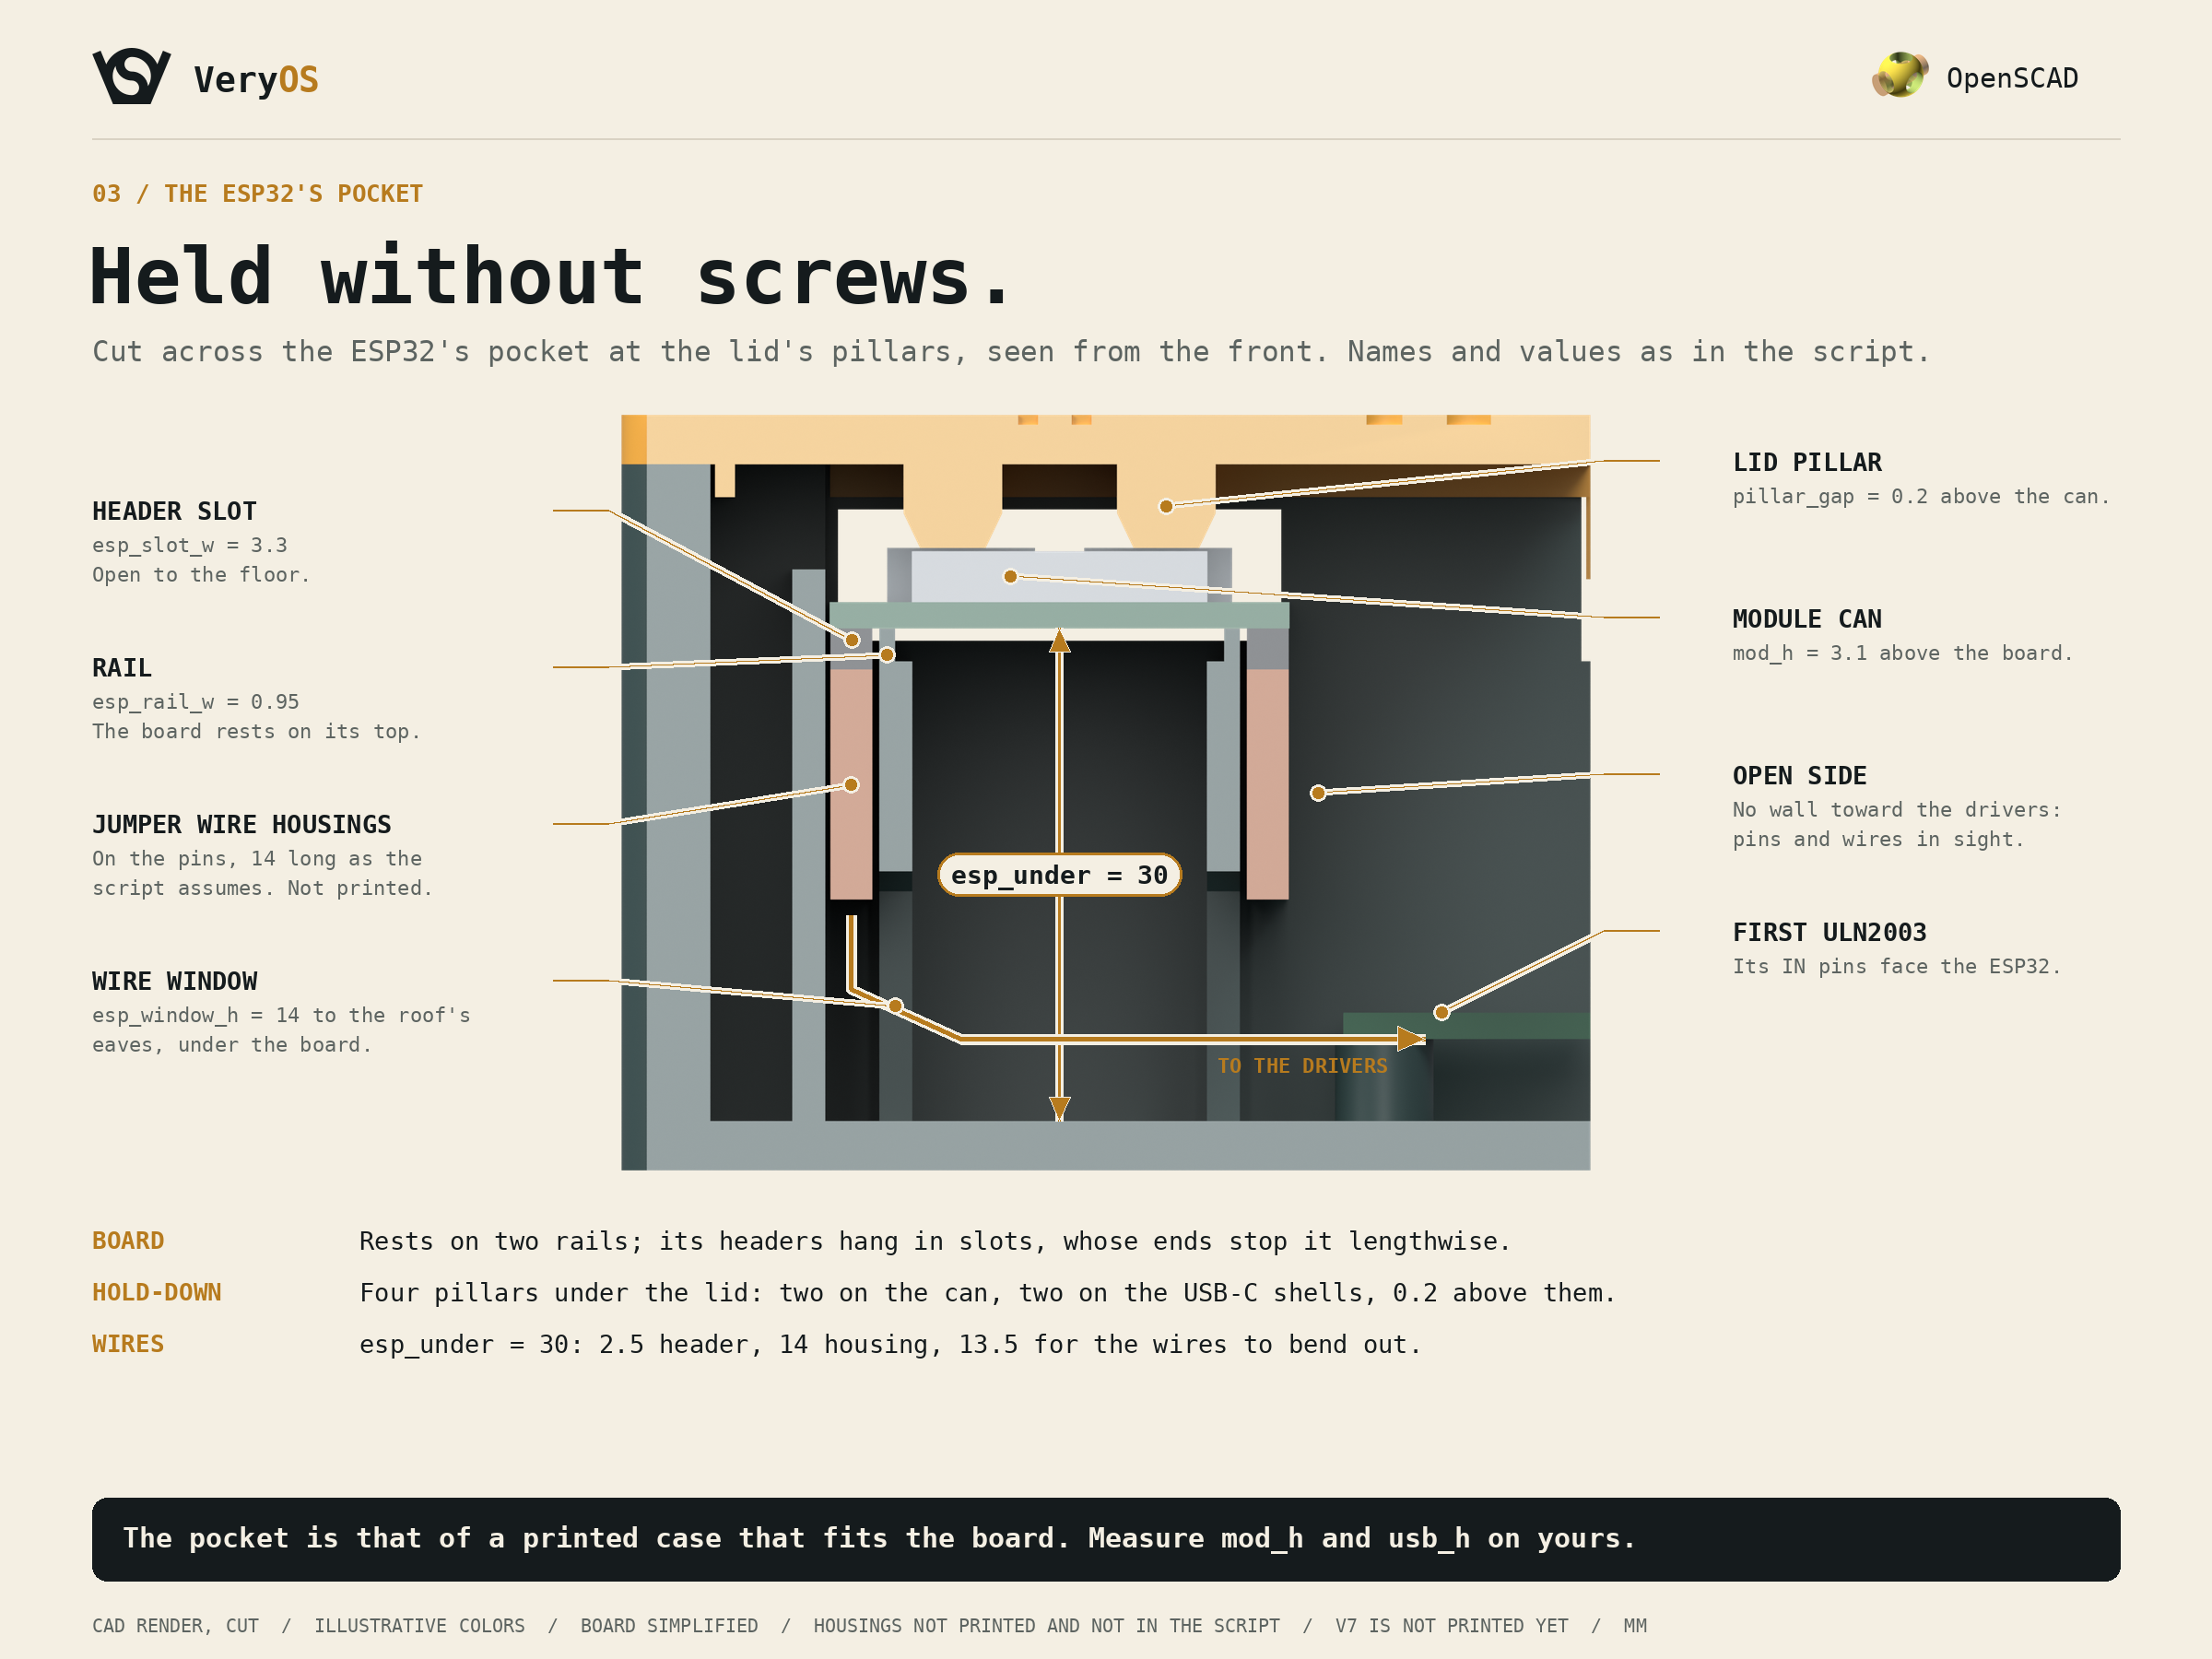 VeryOS
OpenSCAD
03 / THE ESP32'S POCKET
Held without screws.
Cut across the ESP32's pocket at the lid's pillars, seen from the front. Names and values as in the script.
HEADER SLOT
esp_slot_w = 3.3
Open to the floor.
RAIL
esp_rail_w = 0.95
The board rests on its top.
JUMPER WIRE HOUSINGS
On the pins, 14 long as the
script assumes. Not printed.
WIRE WINDOW
esp_window_h = 14 to the roof's
eaves, under the board.
esp_under = 30
TO THE DRIVERS
LID PILLAR
pillar_gap = 0.2 above the can.
MODULE CAN
mod_h = 3.1 above the board.
OPEN SIDE
No wall toward the drivers:
pins and wires in sight.
FIRST ULN2003
Its IN pins face the ESP32.
BOARD Rests on two rails; its headers hang in slots, whose ends stop it lengthwise.
HOLD-DOWN Four pillars under the lid: two on the can, two on the USB-C shells, 0.2 above them.
WIRES esp_under = 30: 2.5 header, 14 housing, 13.5 for the wires to bend out.
The pocket is that of a printed case that fits the board. Measure mod_h and usb_h on yours.
CAD RENDER, CUT / ILLUSTRATIVE COLORS / BOARD SIMPLIFIED / HOUSINGS NOT PRINTED AND NOT IN THE SCRIPT / V7 IS NOT PRINTED YET / MM